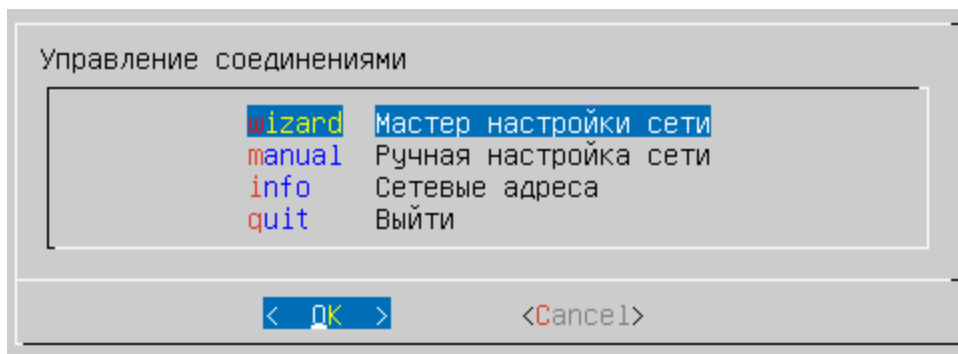 Управление соединениями
wizard Мастер настройки сети
manual Ручная настройка сети
info Сетевые адреса
quit Выйти
< OK > <Cancel>